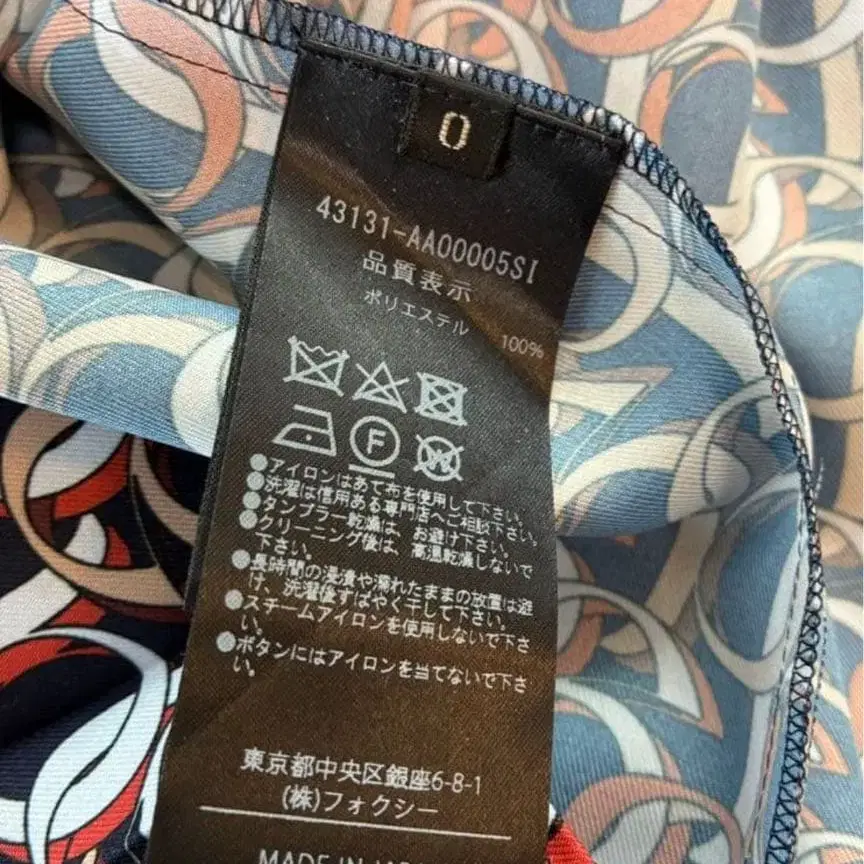 0
43131-AA00005SI
品質表示
ポリエステル 100%
F W
●アイロンはあて布を使用して下さい。
●洗濯は信用ある専門店へご相談下さい。
●タンブラー乾燥は、お避け下さい。
●クリーニング後は、高温乾燥しないで
下さい。
●長時間の浸漬や濡れたままの放置は避
け、洗濯後すばやく干して下さい。
●スチームアイロンを使用しないで下さ
い。
●ボタンにはアイロンを当てないで下さ
い。
東京都中央区銀座6-8-1
(株)フォクシー
MADE IN